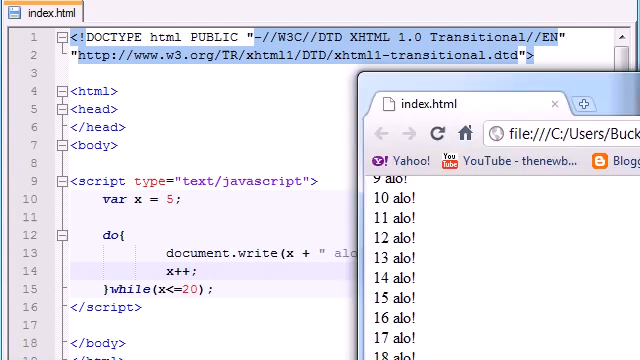 index.html
1 <!DOCTYPE html PUBLIC "-//W3C//DTD XHTML 1.0 Transitional//EN"
2 "http://www.w3.org/TR/xhtml1/DTD/xhtml1-transitional.dtd">
3
4 <html>
5 <head>
6 </head>
7 <body>
8
9 <script type="text/javascript">
10 var x = 5;
11
12 do{
13 document.write(x + " alo
14 x++;
15 }while(x<=20);
16 </script>
17
18 </body>
index.html
file:///C:/Users/Buck
Yahoo!
YouTube - thenewb...
Blogg
9 alo!
10 alo!
11 alo!
12 alo!
13 alo!
14 alo!
15 alo!
16 alo!
17 alo!
18 alo!